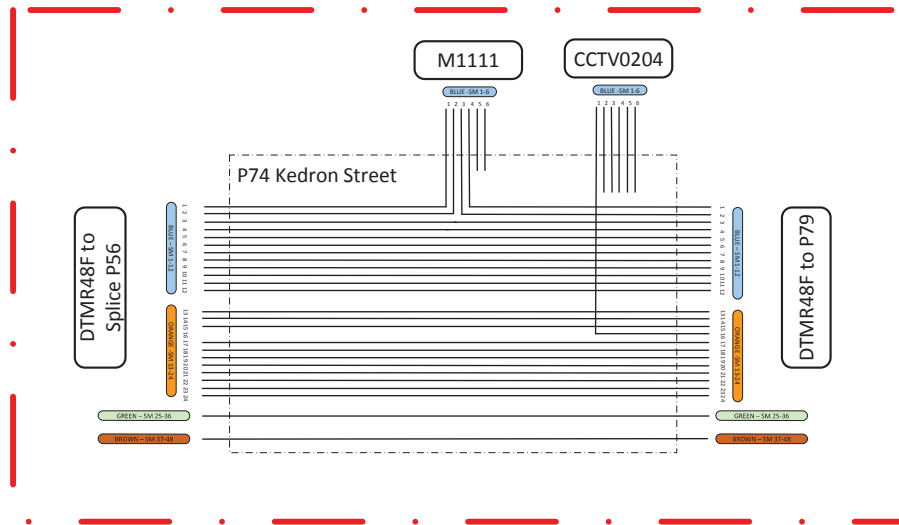 M1111
CCTV0204
BLUE -SM 1-6
BLUE -SM 1-6
1 2 3 4 5 6
1 2 3 4 5 6
P74 Kedron Street
DTMR48F to
Splice P56
BLUE – SM 1-12
1
2
3
4
5
6
7
8
9
10
11
12
ORANGE -SM 13-24
13
14
15
16
17
18
19
20
21
22
23
24
GREEN – SM 25-36
BROWN – SM 37-48
1
2
3
4
5
6
7
8
9
10
11
12
BLUE – SM 1-12
13
14
15
16
17
18
19
20
21
22
23
24
ORANGE -SM 13-24
GREEN – SM 25-36
BROWN – SM 37-48
DTMR48F to P79